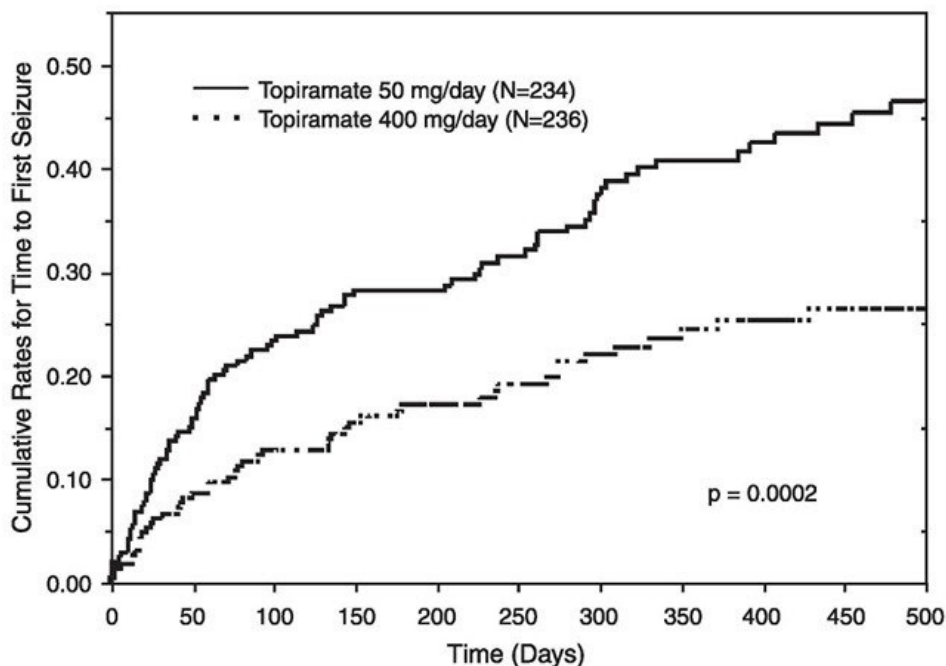 Cumulative Rates for Time to First Seizure
0.50
0.40
0.30
0.20
0.10
0.00
Topiramate 50 mg/day (N=234)
Topiramate 400 mg/day (N=236)
p = 0.0002
0 50 100 150 200 250 300 350 400 450 500
Time (Days)